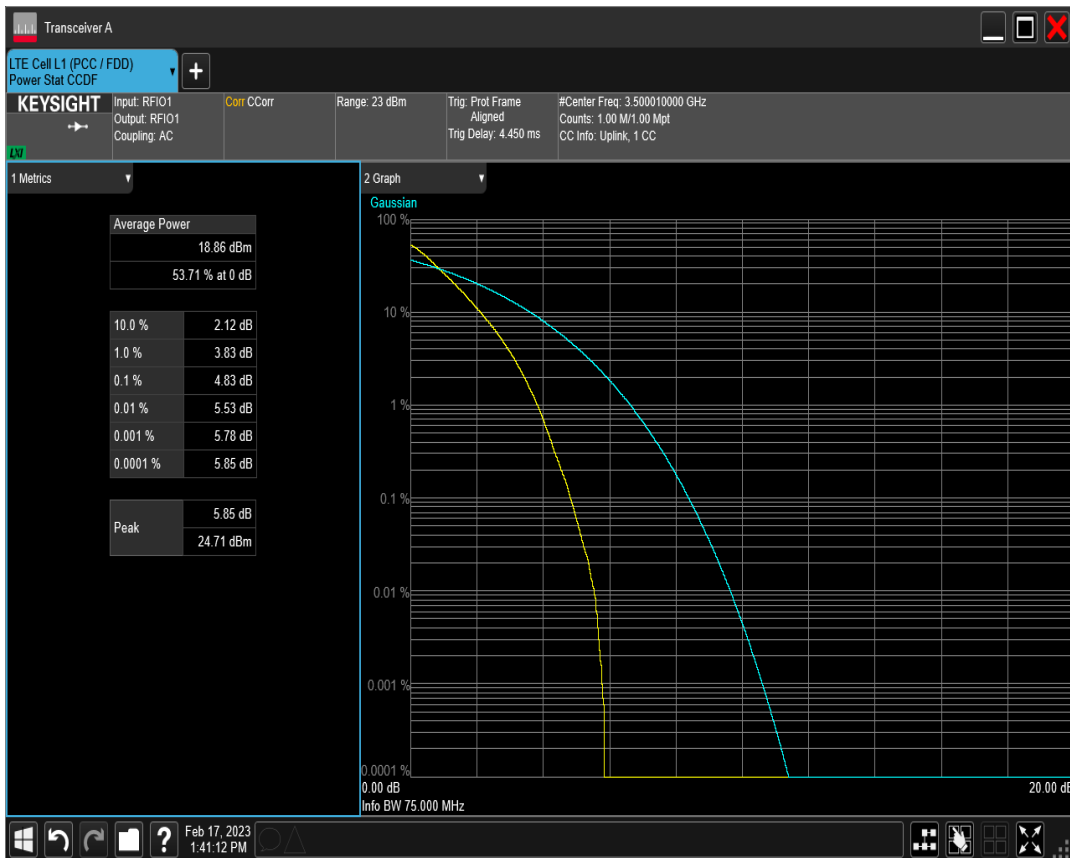 Transceiver A
LTE Cell L1 (PCC / FDD)
Power Stat CCDF
KEYSIGHT
LXI
Input: RFIO1
Output: RFIO1
Coupling: AC
Corr CCorr
Range: 23 dBm
Trig: Prot Frame
Aligned
Trig Delay: 4.450 ms
#Center Freq: 3.500010000 GHz
Counts: 1.00 M/1.00 Mpt
CC Info: Uplink, 1 CC
1 Metrics
Average Power
18.86 dBm
53.71 % at 0 dB
10.0 % 2.12 dB
1.0 % 3.83 dB
0.1 % 4.83 dB
0.01 % 5.53 dB
0.001 % 5.78 dB
0.0001 % 5.85 dB
Peak
5.85 dB
24.71 dBm
2 Graph
Gaussian
100 %
10 %
1 %
0.1 %
0.01 %
0.001 %
0.0001 %
0.00 dB 20.00 dB
Info BW 75.000 MHz
?
Feb 17, 2023
1:41:12 PM